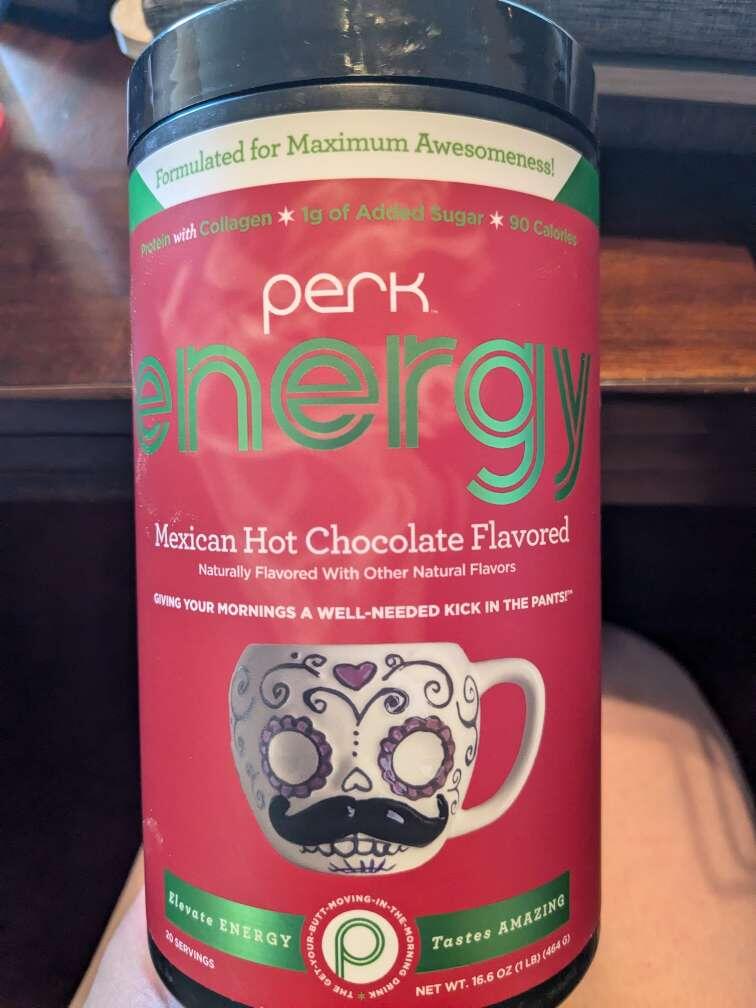 Formulated for Maximum Awesomeness!
Protein with Collagen ✶ 1g of Added Sugar ✶ 90 Calories
perk™
energy
Mexican Hot Chocolate Flavored
Naturally Flavored With Other Natural Flavors
GIVING YOUR MORNINGS A WELL-NEEDED KICK IN THE PANTS!™
Elevate ENERGY
THE GET-YOUR-BUTT-MOVING-IN-THE-MORNING DRINK
P
Tastes AMAZING
20 SERVINGS
NET WT. 16.6 OZ (1 LB) (464 G)